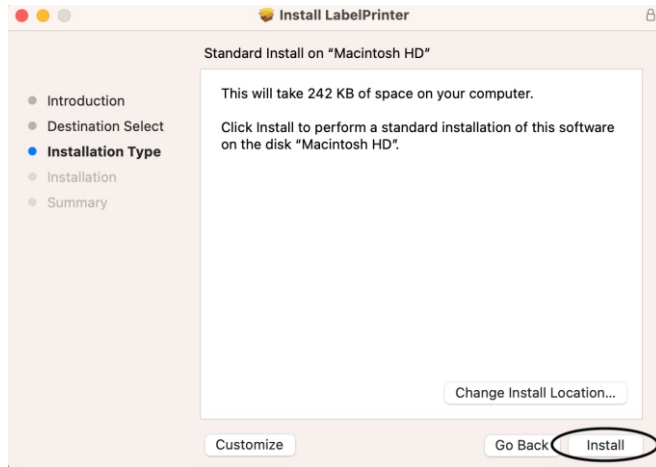 Install LabelPrinter
Standard Install on “Macintosh HD”
Introduction
Destination Select
Installation Type
Installation
Summary
This will take 242 KB of space on your computer.
Click Install to perform a standard installation of this software
on the disk “Macintosh HD”.
Change Install Location...
Customize
Go Back
Install